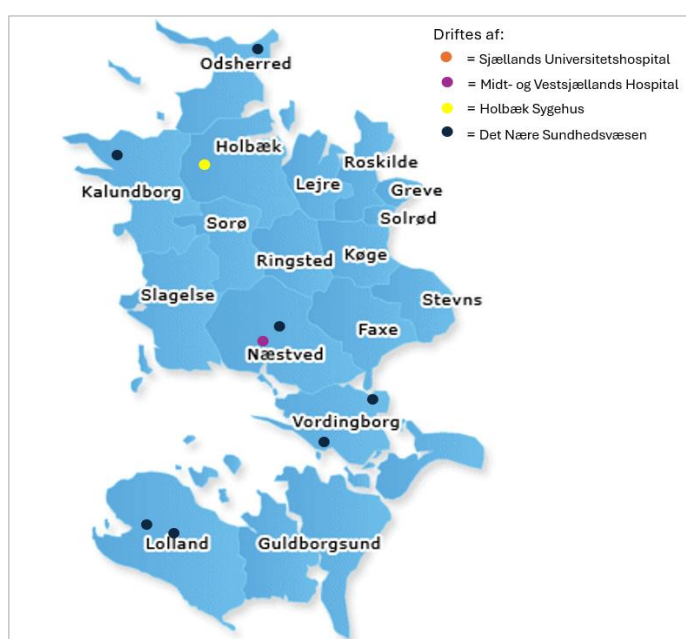 Driftes af:
= Sjællands Universitetshospital
= Midt- og Vestsjællands Hospital
= Holbæk Sygehus
= Det Nære Sundhedsvæsen
Odsherred
Holbæk
Roskilde
Kalundborg
Lejre
Greve
Sorø
Solrød
Ringsted
Køge
Slagelse
Stevns
Faxe
Næstved
Vordingborg
Lolland
Guldborgsund